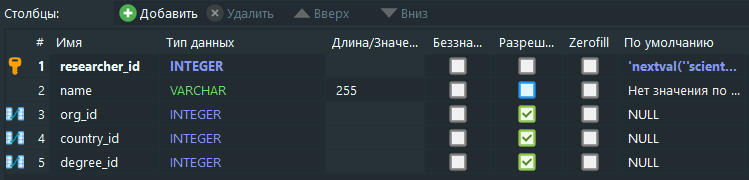 Столбцы: Добавить Удалить Вверх Вниз
# Имя Тип данных Длина/Значе... Беззна... Разреш... Zerofill По умолчанию
1 researcher_id INTEGER 'nextval(''scient...
2 name VARCHAR 255 Нет значения по ...
3 org_id INTEGER NULL
4 country_id INTEGER NULL
5 degree_id INTEGER NULL